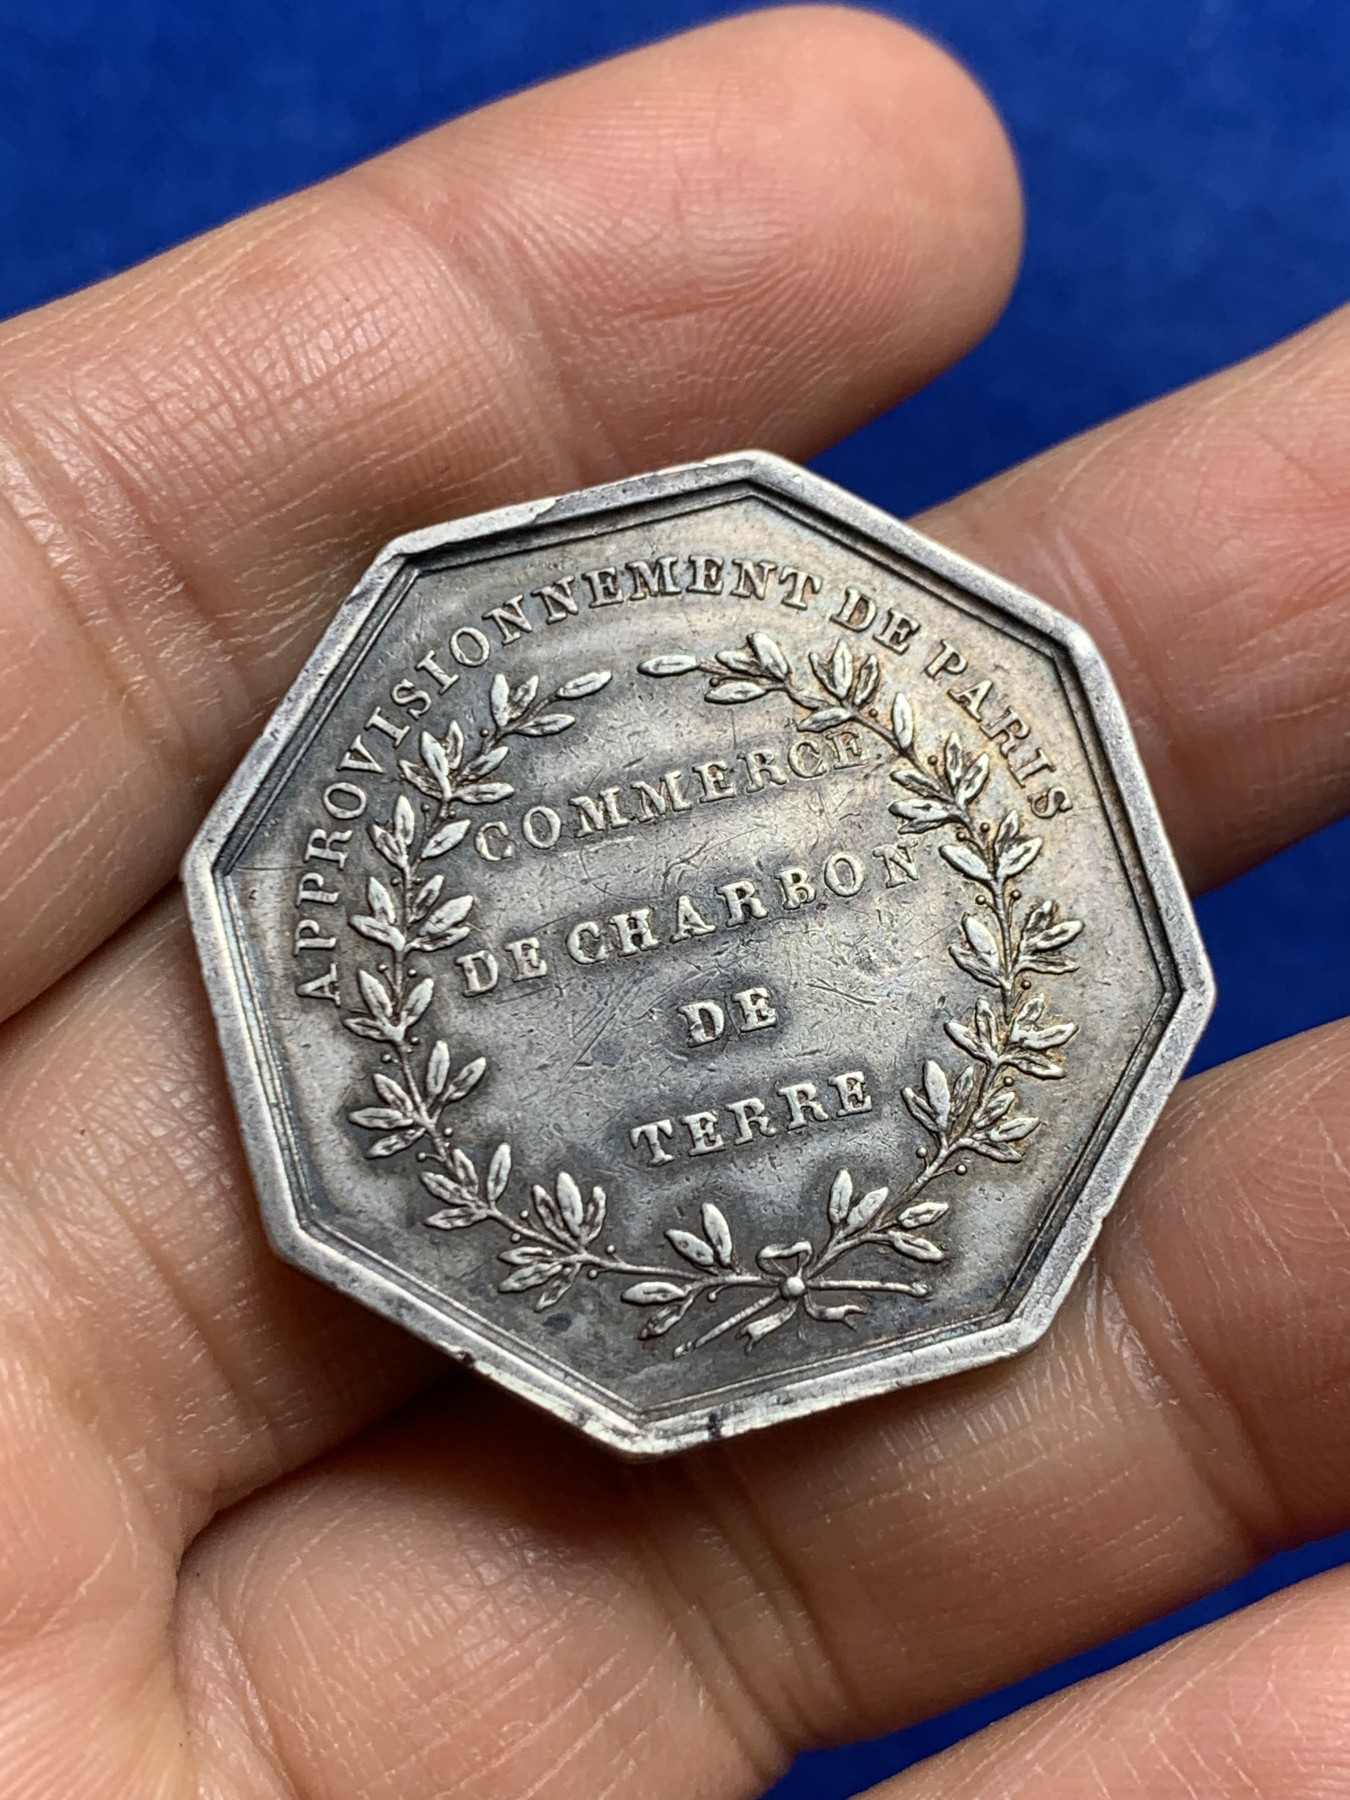 APPROVISIONNEMENT DE PARIS
COMMERCE
DE CHARBON
DE
TERRE